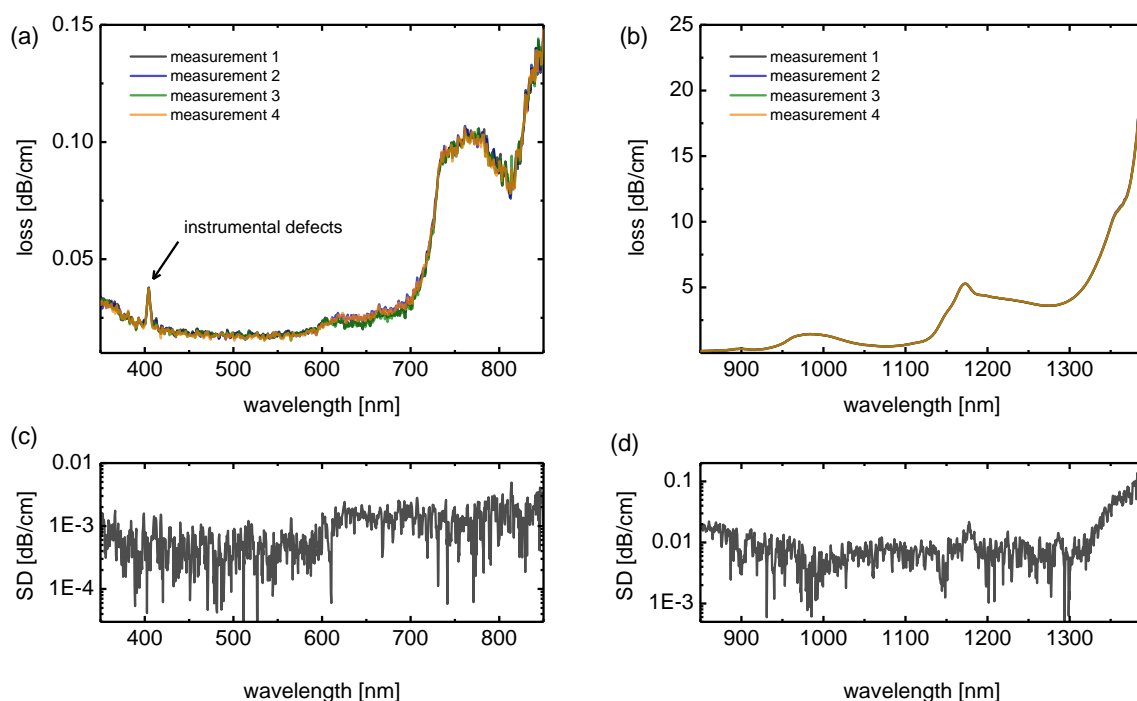 (a)
0.15
0.10
0.05
loss [dB/cm]
measurement 1
measurement 2
measurement 3
measurement 4
instrumental defects
400 500 600 700 800
wavelength [nm]
(b)
25
20
15
10
5
loss [dB/cm]
measurement 1
measurement 2
measurement 3
measurement 4
900 1000 1100 1200 1300
wavelength [nm]
(c)
0.01
1E-3
1E-4
SD [dB/cm]
400 500 600 700 800
wavelength [nm]
(d)
0.1
0.01
1E-3
SD [dB/cm]
900 1000 1100 1200 1300
wavelength [nm]